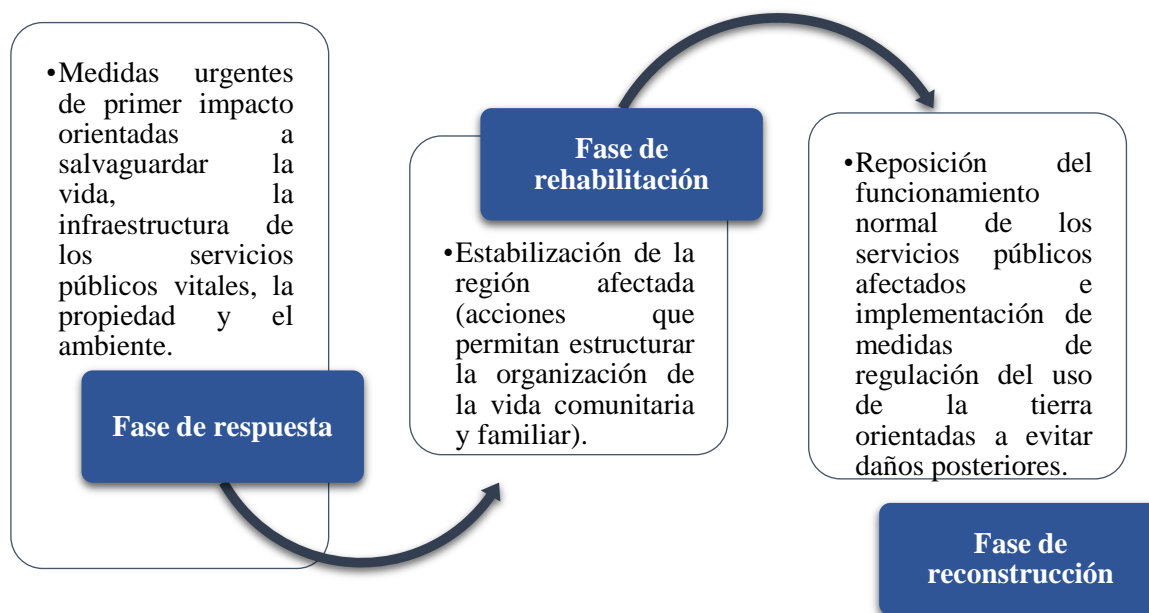 •Medidas urgentes
de primer impacto
orientadas a
salvaguardar la
vida, la
infraestructura de
los servicios
públicos vitales, la
propiedad y el
ambiente.
Fase de respuesta
Fase de
rehabilitación
•Estabilización de la
región afectada
(acciones que
permitan estructurar
la organización de
la vida comunitaria
y familiar).
•Reposición del
funcionamiento
normal de los
servicios públicos
afectados e
implementación de
medidas de
regulación del uso
de la tierra
orientadas a evitar
daños posteriores.
Fase de
reconstrucción